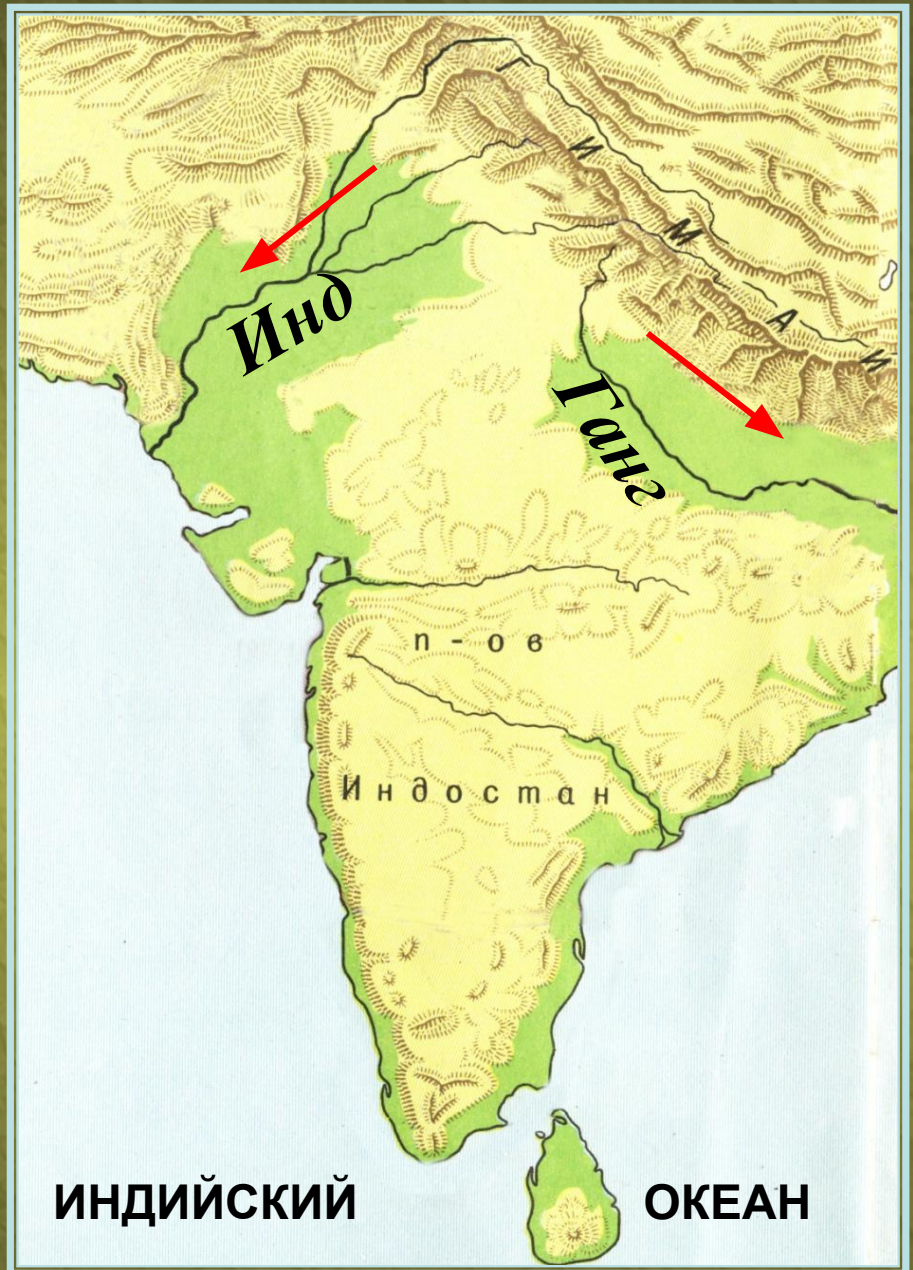 Г И М А И
Инд
Ганг
п-ов
Индостан
ИНДИЙСКИЙ ОКЕАН